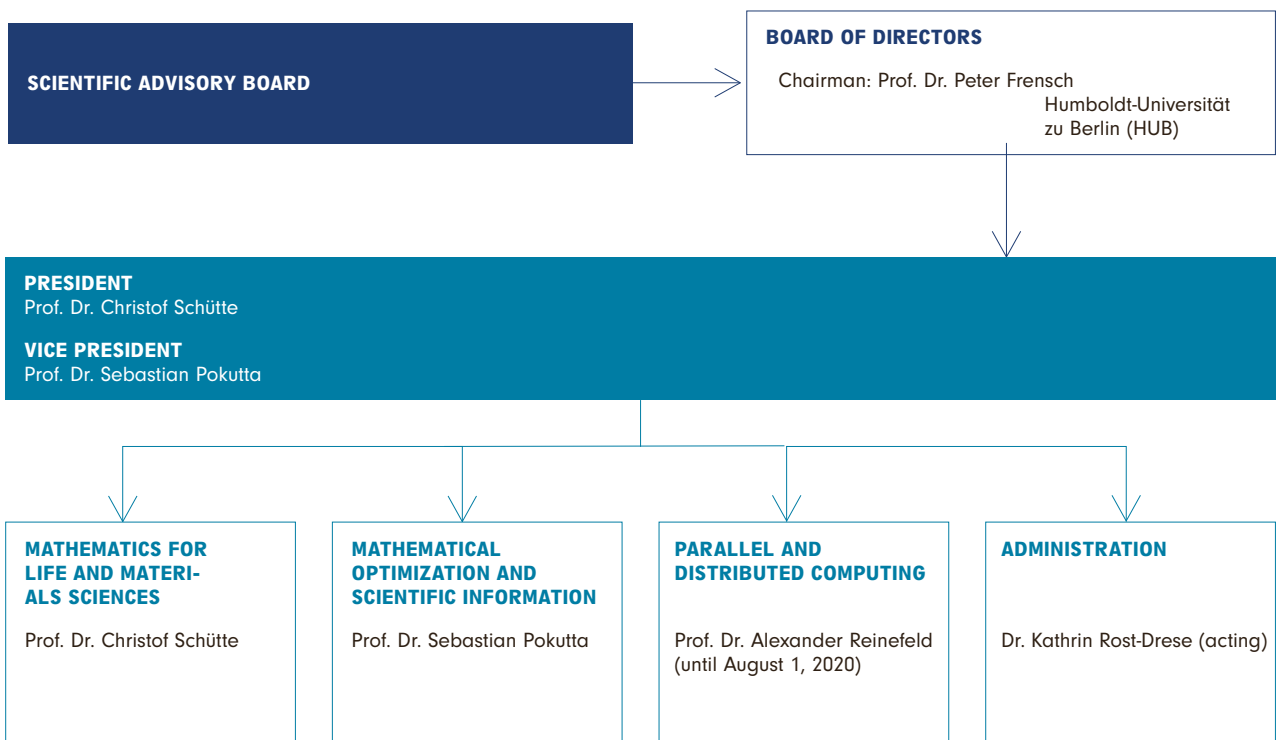 SCIENTIFIC ADVISORY BOARD
BOARD OF DIRECTORS
Chairman: Prof. Dr. Peter Frensch
Humboldt-Universität
zu Berlin (HUB)
PRESIDENT
Prof. Dr. Christof Schütte
VICE PRESIDENT
Prof. Dr. Sebastian Pokutta
MATHEMATICS FOR
LIFE AND MATERI-
ALS SCIENCES
Prof. Dr. Christof Schütte
MATHEMATICAL
OPTIMIZATION AND
SCIENTIFIC INFORMATION
Prof. Dr. Sebastian Pokutta
PARALLEL AND
DISTRIBUTED COMPUTING
Prof. Dr. Alexander Reinefeld
(until August 1, 2020)
ADMINISTRATION
Dr. Kathrin Rost-Drese (acting)